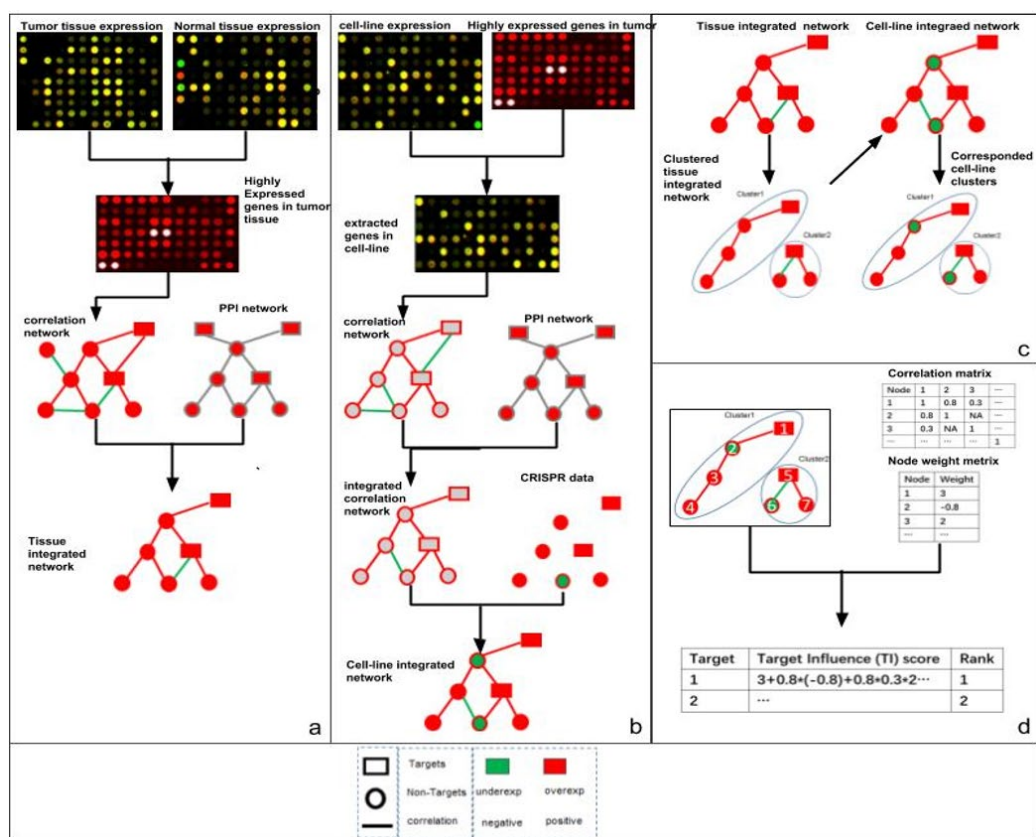 Tumor tissue expression
Normal tissue expression
Highly
Expressed
genes in tumor
tissue
correlation
network
PPI network
Tissue
integrated
network
a
cell-line expression
Highly expressed genes in tumor
extracted
genes in
cell-line
correlation
network
PPI network
integrated
correlation
network
CRISPR data
Cell-line integrated
network
b
Tissue integrated network
Cell-line integraed network
Clustered
tissue
integrated
network
Corresponded
cell-line
clusters
Cluster1
Cluster2
Cluster1
Cluster2
c
Correlation matrix
Node 1 2 3 ...
1 1 0.8 0.3 ...
2 0.8 1 NA ...
3 0.3 NA 1 ...
... ... ... ... 1
Cluster1
1
2
Cluster2
3
5
4
6
7
Node weight metrix
Node Weight
1 3
2 -0.8
3 2
... ...
Target Target Influence (TI) score Rank
1 3+0.8*(-0.8)+0.8*0.3*2... 1
2 ... 2
d
Targets
Non-Targets
correlation
underexp overexp
negative positive